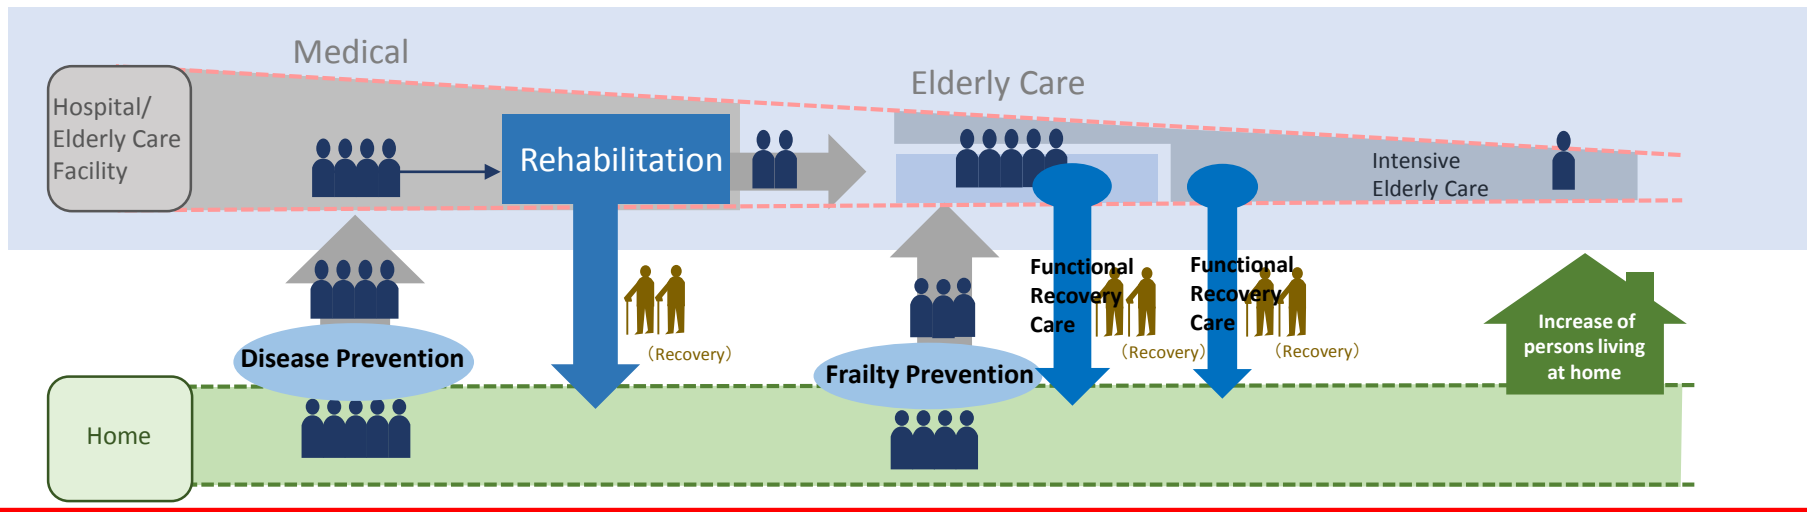 Medical
Elderly Care
Hospital/
Elderly Care
Facility
Rehabilitation
Intensive
Elderly Care
Functional
Recovery
Care
(Recovery)
Functional
Recovery
Care
(Recovery)
(Recovery)
Disease Prevention
Frailty Prevention
Increase of
persons living
at home
Home